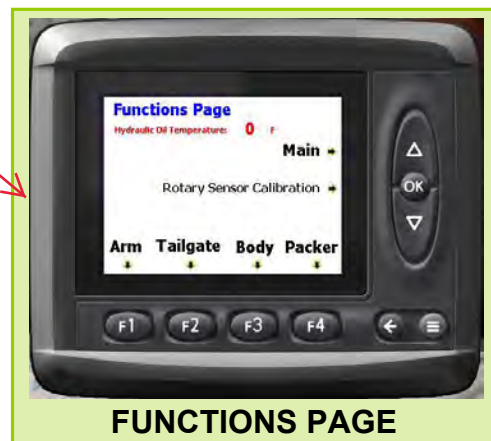 Functions Page
Hydraulic Oil Temperature: 0 F
Main
Rotary Sensor Calibration
Arm Tailgate Body Packer
OK
F1 F2 F3 F4
FUNCTIONS PAGE